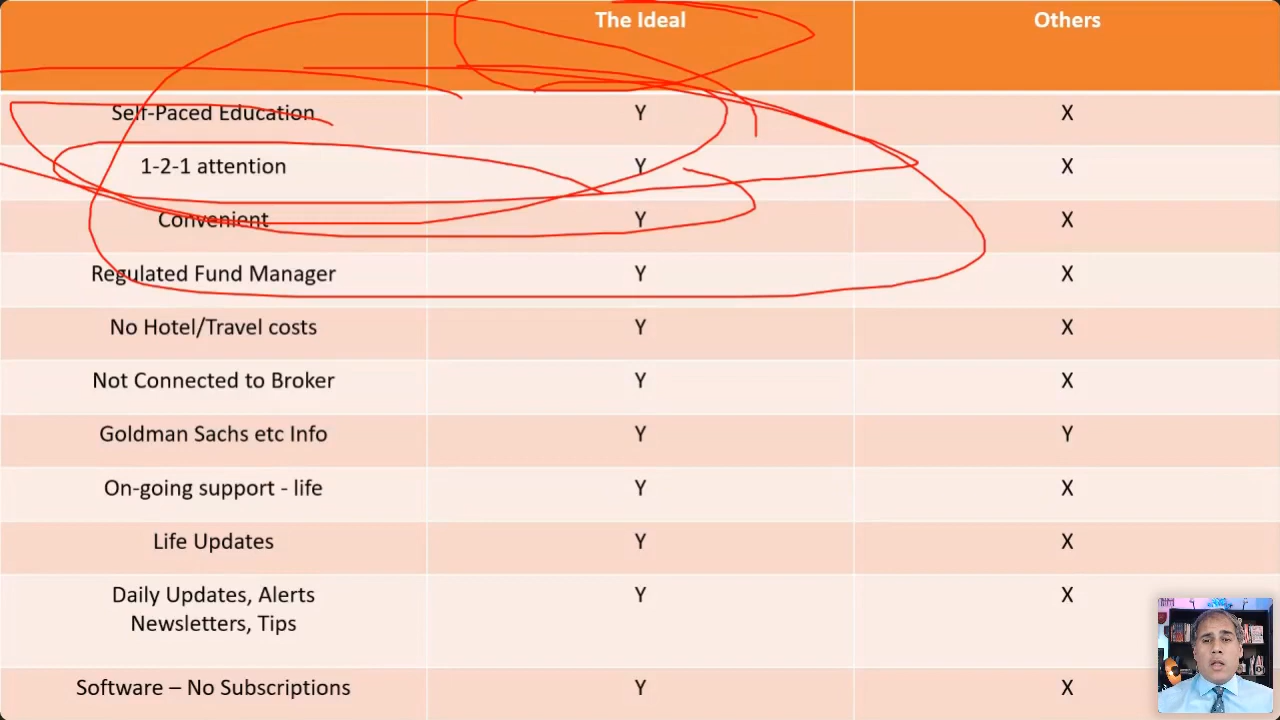 The Ideal Others
Self-Paced Education Y X
1-2-1 attention Y X
Convenient Y X
Regulated Fund Manager Y X
No Hotel/Travel costs Y X
Not Connected to Broker Y X
Goldman Sachs etc Info Y Y
On-going support - life Y X
Life Updates Y X
Daily Updates, Alerts Y X
Newsletters, Tips
Software – No Subscriptions Y X